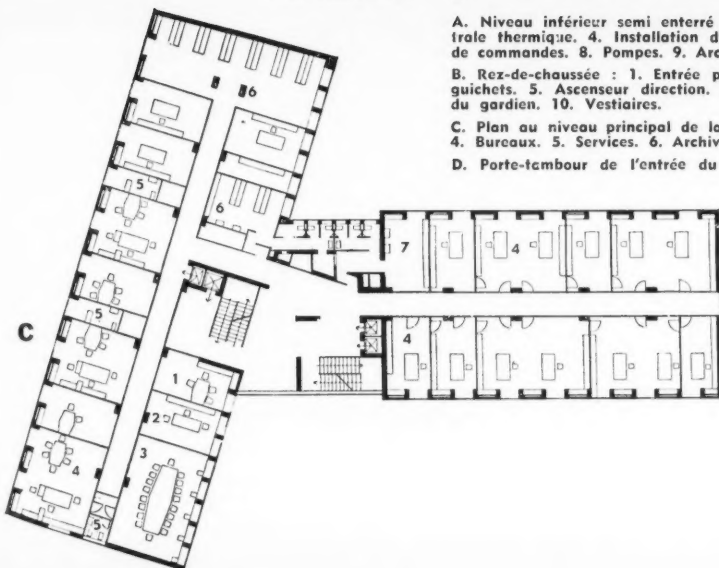 A. Niveau inférieur semi enterré
trale thermique. 4. Installation d
de commandes. 8. Pompes. 9. Arc
B. Rez-de-chaussée : 1. Entrée p
guichets. 5. Ascenseur direction.
du gardien. 10. Vestiaires.
C. Plan au niveau principal de la
4. Bureaux. 5. Services. 6. Archiv
D. Porte-tambour de l'entrée du
6
5
6
7
4
5
C
4
1
2
3
4
5